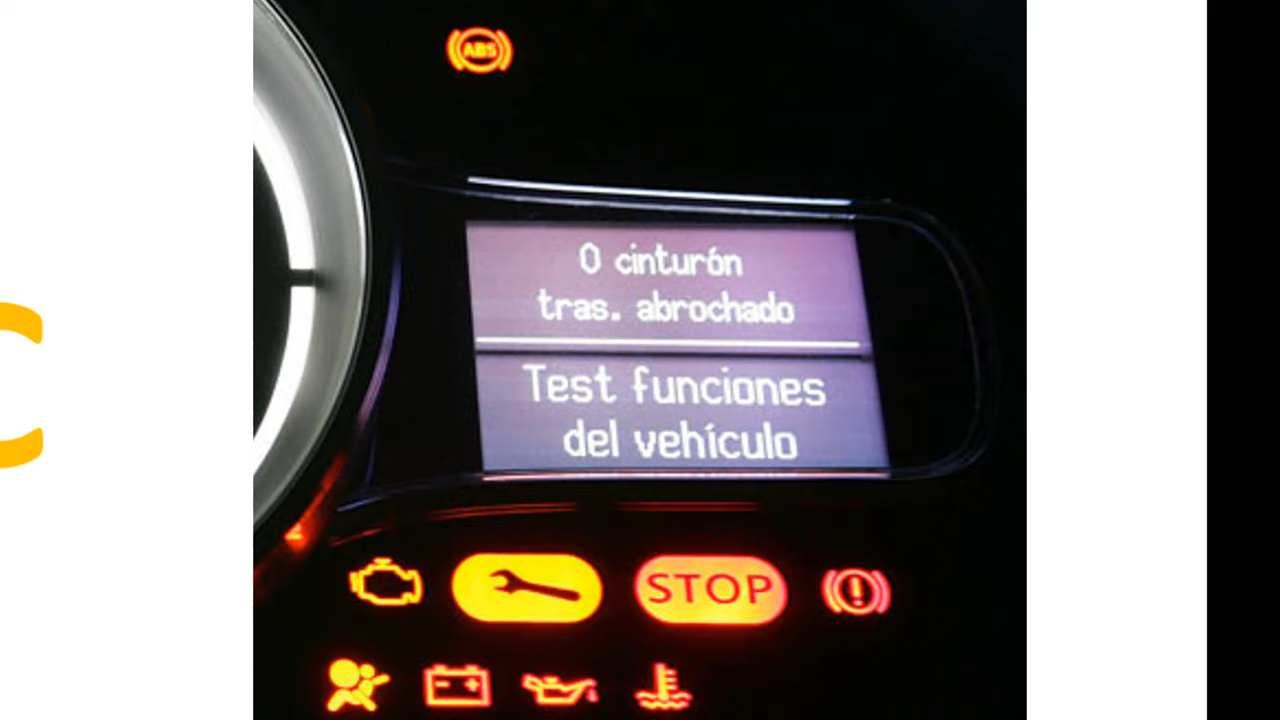 ABS
0 cinturón
tras. abrochado
Test funciones
del vehículo
STOP